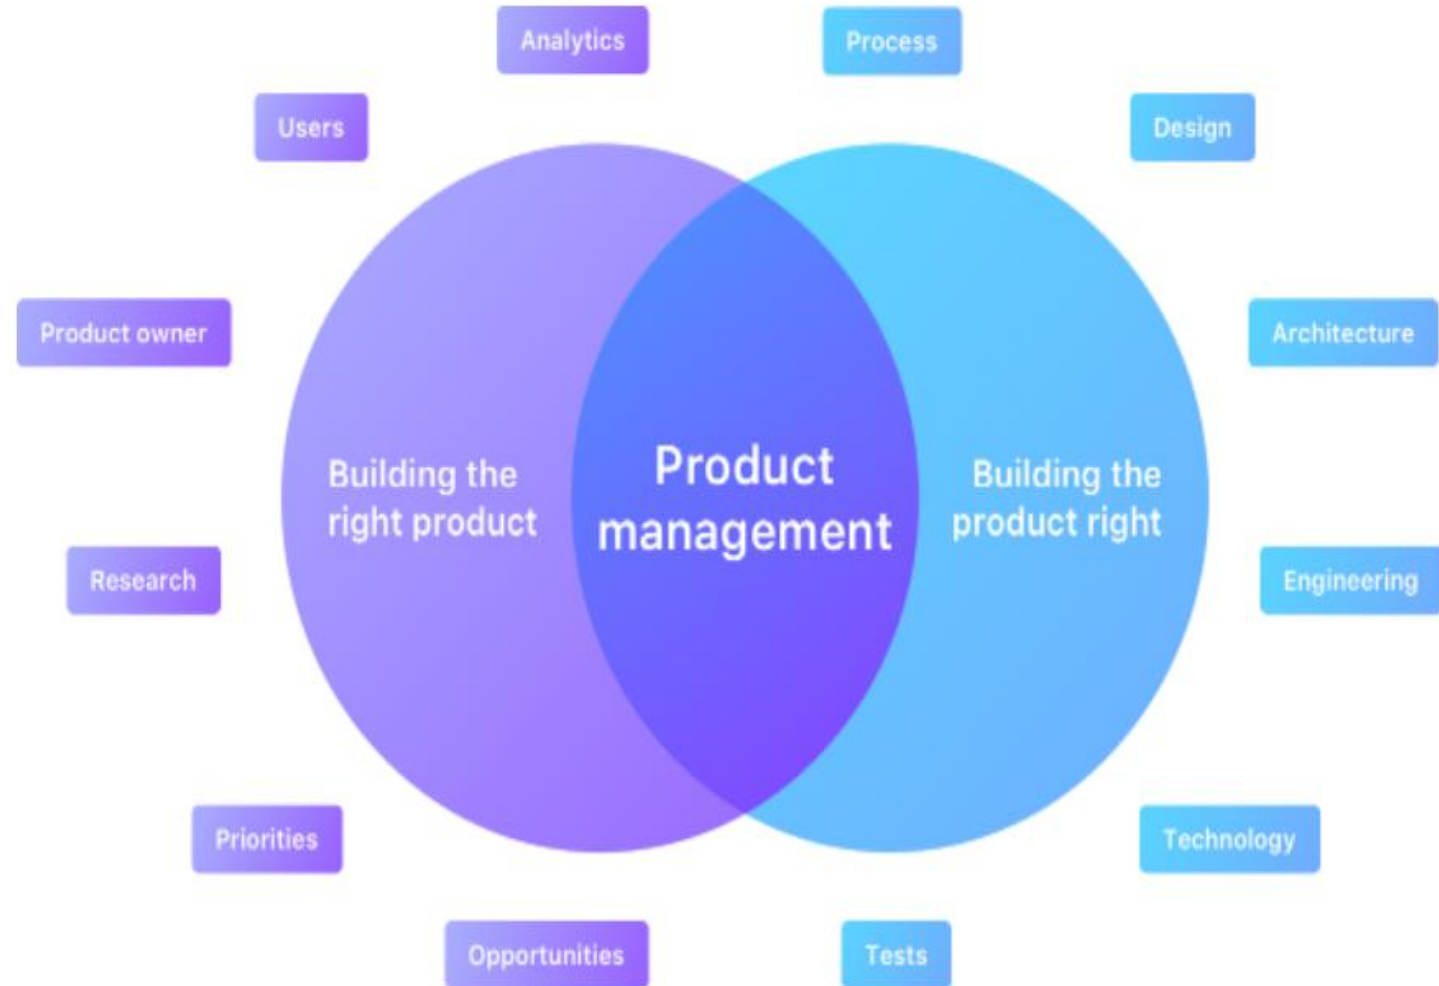 Analytics
Process
Users
Design
Product owner
Architecture
Building the
right product
Product
management
Building the
product right
Research
Engineering
Priorities
Technology
Opportunities
Tests